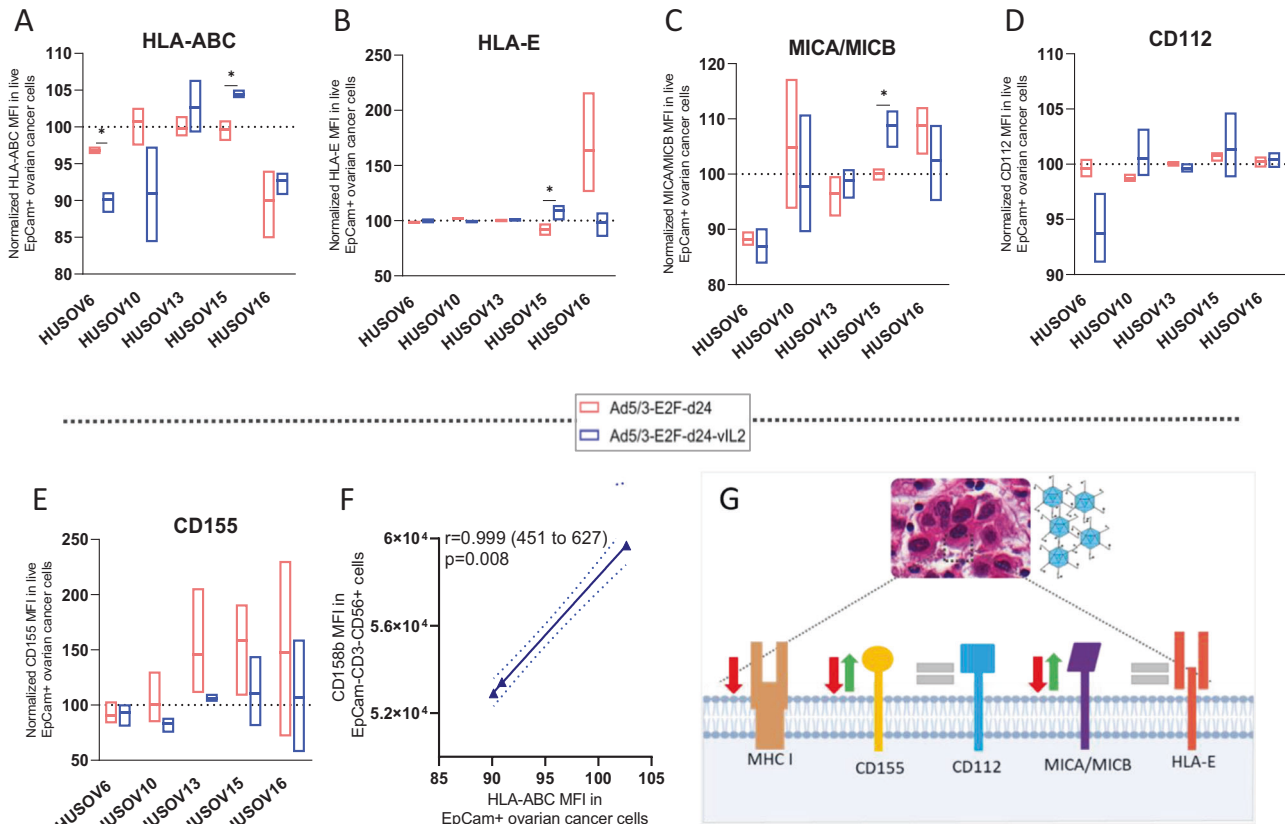 A
HLA-ABC
Normalized HLA-ABC MFI in live
EpCam+ ovarian cancer cells
110
105
100
95
90
85
80
*
*
HUSOV6
HUSOV10
HUSOV13
HUSOV15
HUSOV16
B
HLA-E
Normalized HLA-E MFI in live
EpCam+ ovarian cancer cells
250
200
150
100
50
*
HUSOV6
HUSOV10
HUSOV13
HUSOV15
HUSOV16
C
MICA/MICB
Normalized MICA/MICB MFI in live
EpCam+ ovarian cancer cells
120
110
100
90
80
*
HUSOV6
HUSOV10
HUSOV13
HUSOV15
HUSOV16
D
CD112
Normalized CD112 MFI in live
EpCam+ ovarian cancer cells
110
105
100
95
90
HUSOV6
HUSOV10
HUSOV13
HUSOV15
HUSOV16
Ad5/3-E2F-d24
Ad5/3-E2F-d24-vIL2
E
CD155
Normalized CD155 MFI in live
EpCam+ ovarian cancer cells
250
200
150
100
50
HUSOV6
HUSOV10
HUSOV13
HUSOV15
HUSOV16
F
r=0.999 (451 to 627)
p=0.008
CD158b MFI in
EpCam-CD3-CD56+ cells
6×10⁴
5.6×10⁴
5.2×10⁴
85
90
95
100
105
HLA-ABC MFI in
EpCam+ ovarian cancer cells
G
MHC I
CD155
CD112
MICA/MICB
HLA-E